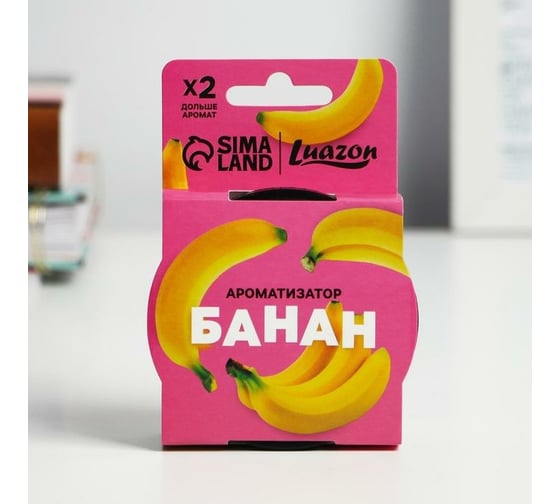 x2
ДОЛЬШЕ
АРОМАТ
SIMA
LAND
Luazon
АРОМАТИЗАТОР
БАНАН